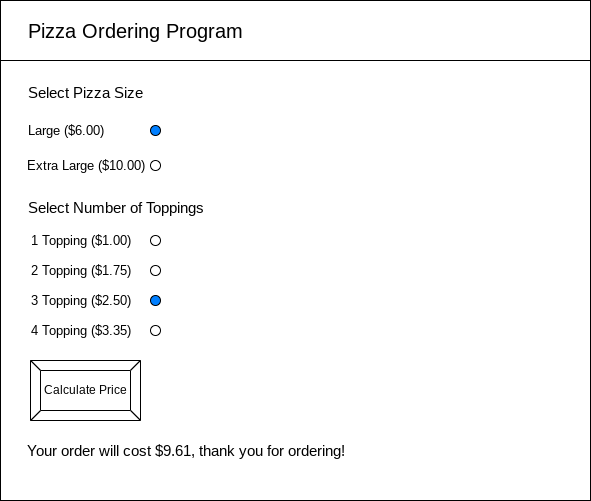 Pizza Ordering Program
Select Pizza Size
Large ($6.00)
Extra Large ($10.00)
Select Number of Toppings
1 Topping ($1.00)
2 Topping ($1.75)
3 Topping ($2.50)
4 Topping ($3.35)
Calculate Price
Your order will cost $9.61, thank you for ordering!